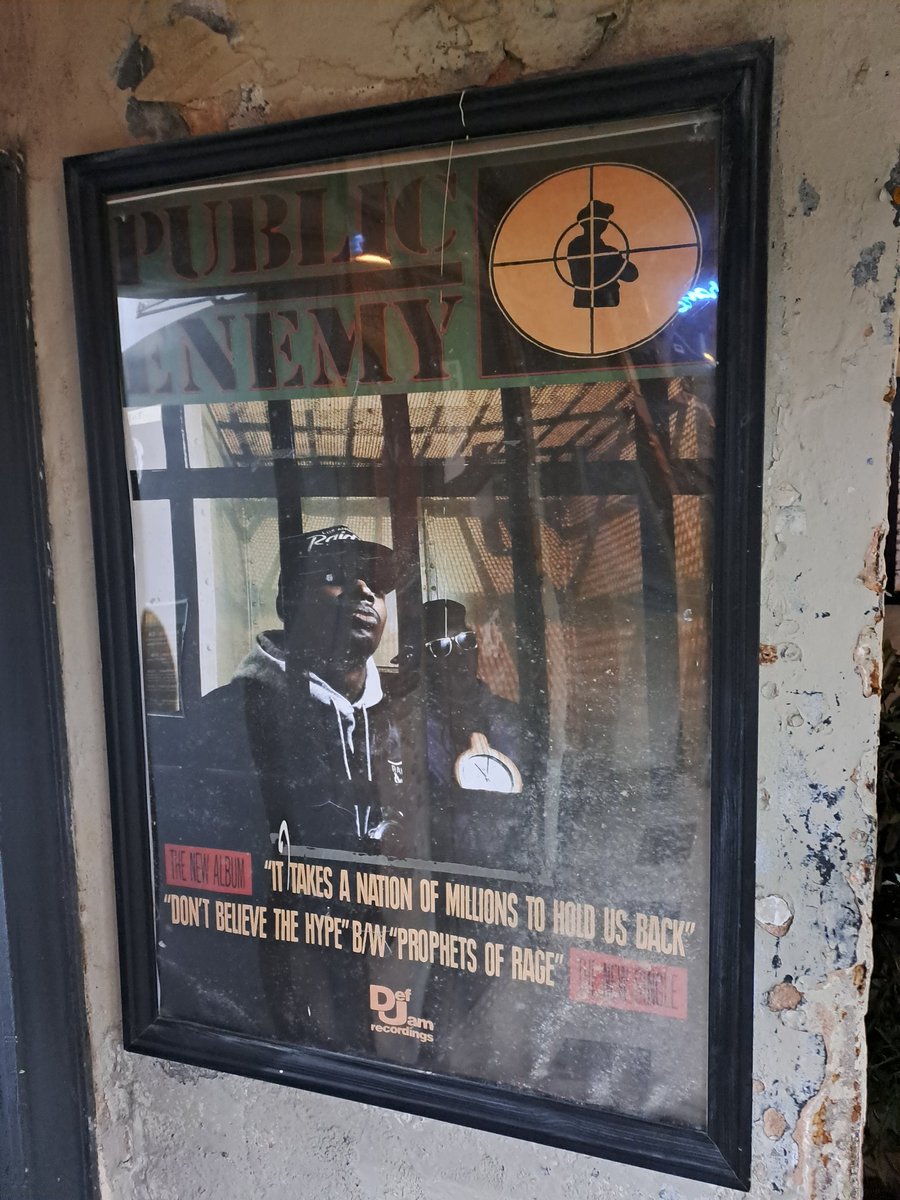 PUBLIC
ENEMY
THE NEW ALBUM "IT TAKES A NATION OF MILLIONS TO HOLD US BACK"
"DON'T BELIEVE THE HYPE" B/W "PROPHETS OF RAGE" THE NEW SINGLE
Def
Jam
recordings